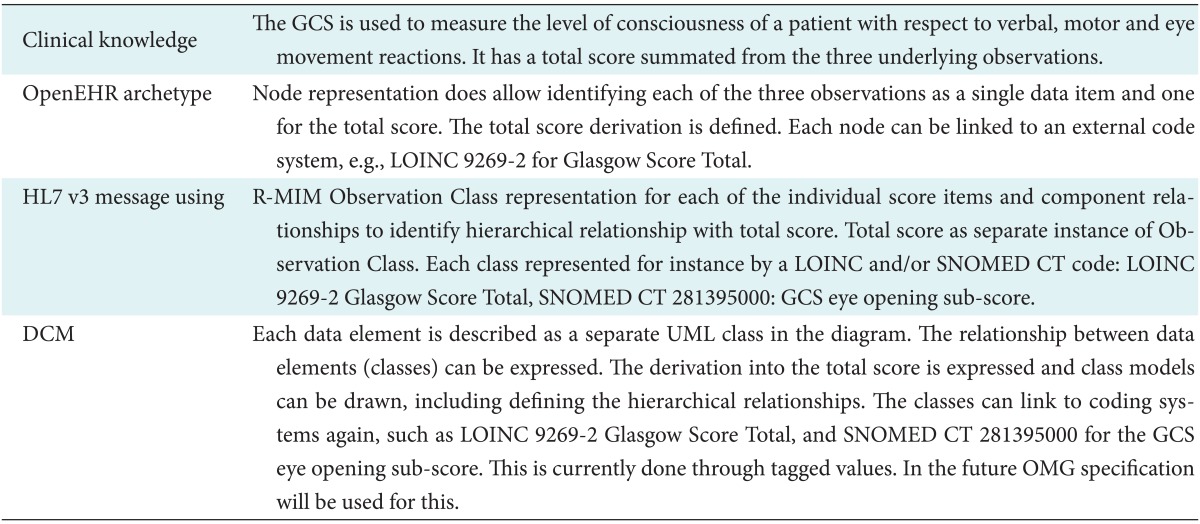 Clinical knowledge
The GCS is used to measure the level of consciousness of a patient with respect to verbal, motor and eye
movement reactions. It has a total score summated from the three underlying observations.
OpenEHR archetype
Node representation does allow identifying each of the three observations as a single data item and one
for the total score. The total score derivation is defined. Each node can be linked to an external code
system, e.g., LOINC 9269-2 for Glasgow Score Total.
HL7 v3 message using
R-MIM Observation Class representation for each of the individual score items and component rela-
tionships to identify hierarchical relationship with total score. Total score as separate instance of Ob-
servation Class. Each class represented for instance by a LOINC and/or SNOMED CT code: LOINC
9269-2 Glasgow Score Total, SNOMED CT 281395000: GCS eye opening sub-score.
DCM
Each data element is described as a separate UML class in the diagram. The relationship between data
elements (classes) can be expressed. The derivation into the total score is expressed and class models
can be drawn, including defining the hierarchical relationships. The classes can link to coding sys-
tems again, such as LOINC 9269-2 Glasgow Score Total, and SNOMED CT 281395000 for the GCS
eye opening sub-score. This is currently done through tagged values. In the future OMG specification
will be used for this.